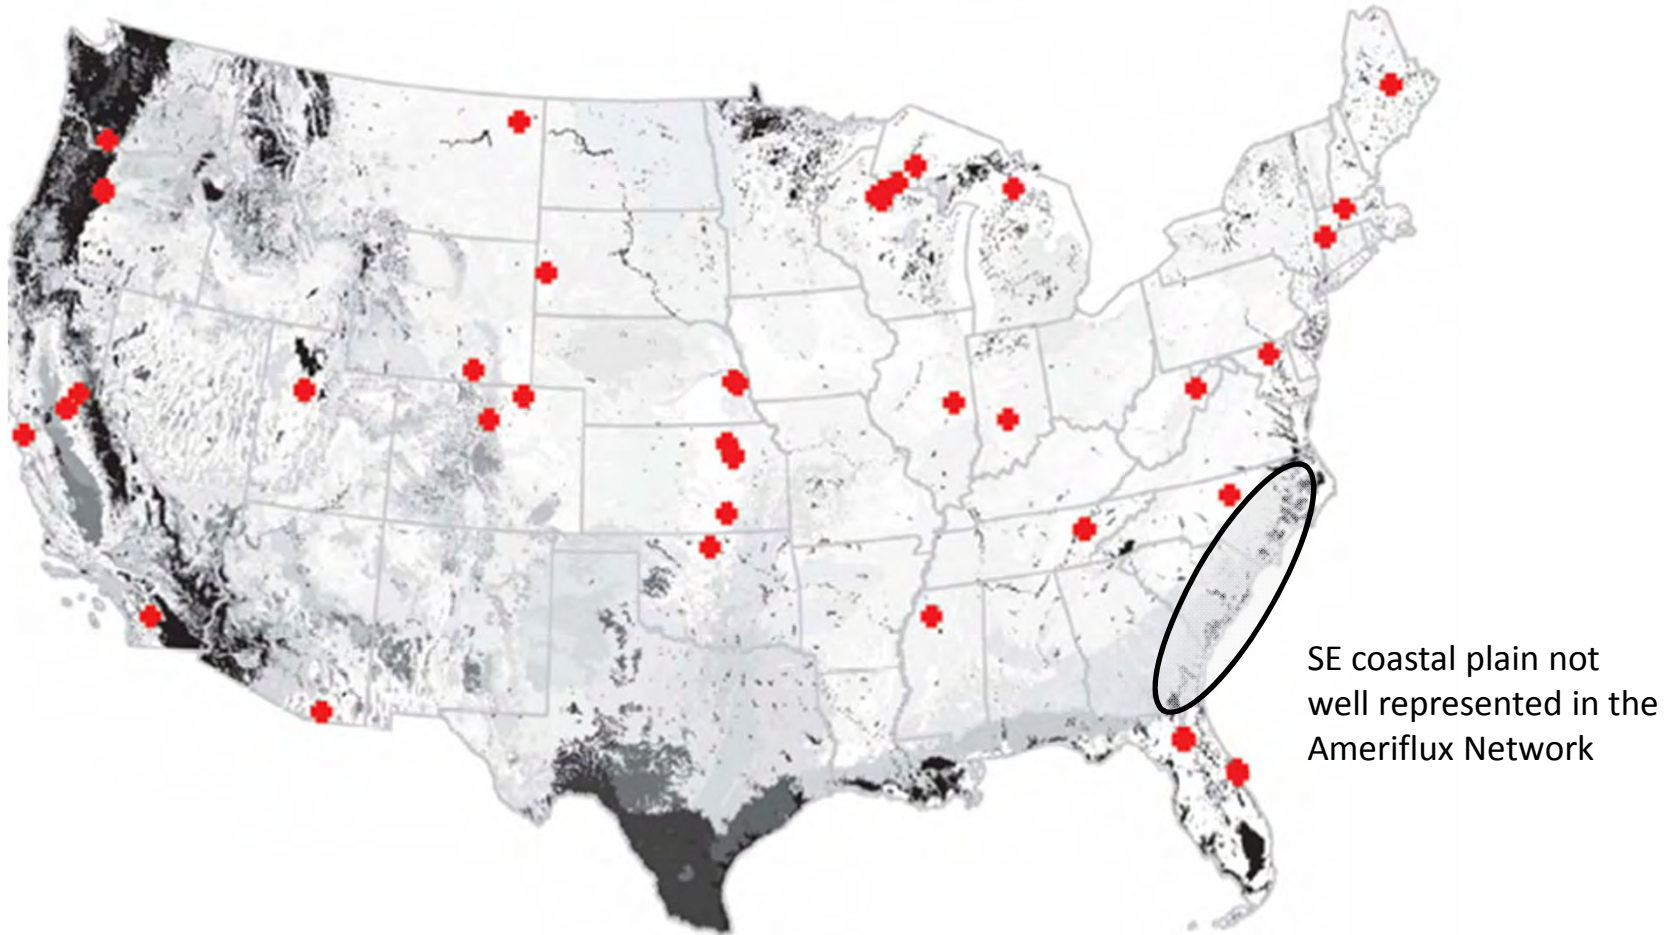 SE coastal plain not
well represented in the
Ameriflux Network